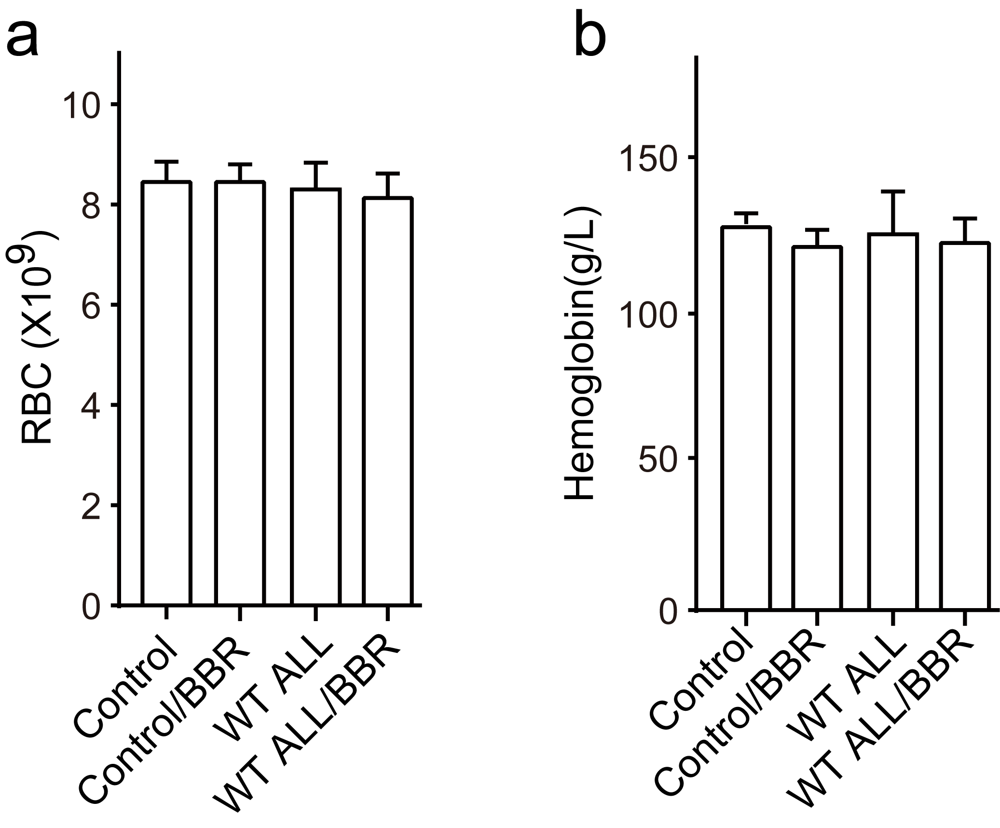 a
10
8
6
4
2
0
RBC (X10⁹)
Control
Control/BBR
WT ALL
WT ALL/BBR
b
150
100
50
0
Hemoglobin(g/L)
Control
Control/BBR
WT ALL
WT ALL/BBR